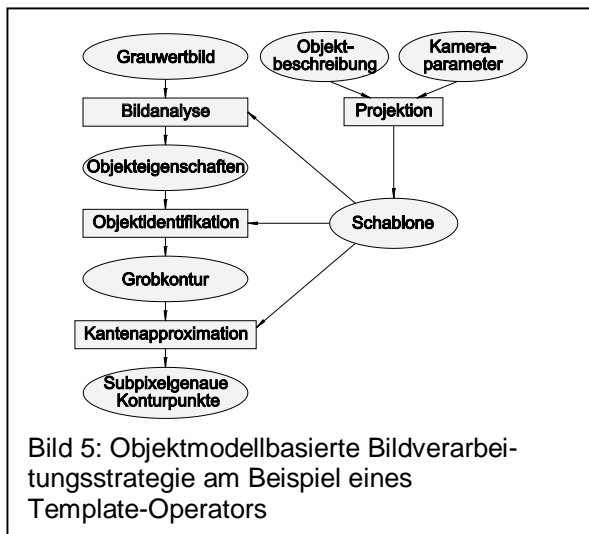 Grauwertbild
Objekt-
beschreibung
Kamera-
parameter
Bildanalyse
Projektion
Objekteigenschaften
Objektidentifikation
Schablone
Grobkontur
Kantenapproximation
Subpixelgenaue
Konturpunkte
Bild 5: Objektmodellbasierte Bildverarbei-
tungsstrategie am Beispiel eines
Template-Operators